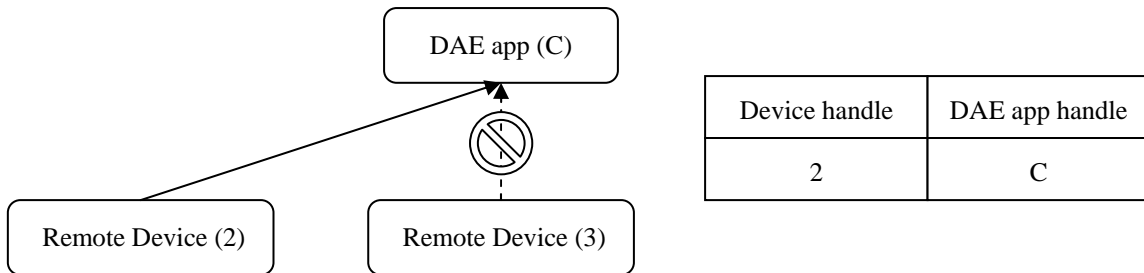 DAE app (C)
Device handle DAE app handle
2 C
Remote Device (2) Remote Device (3)